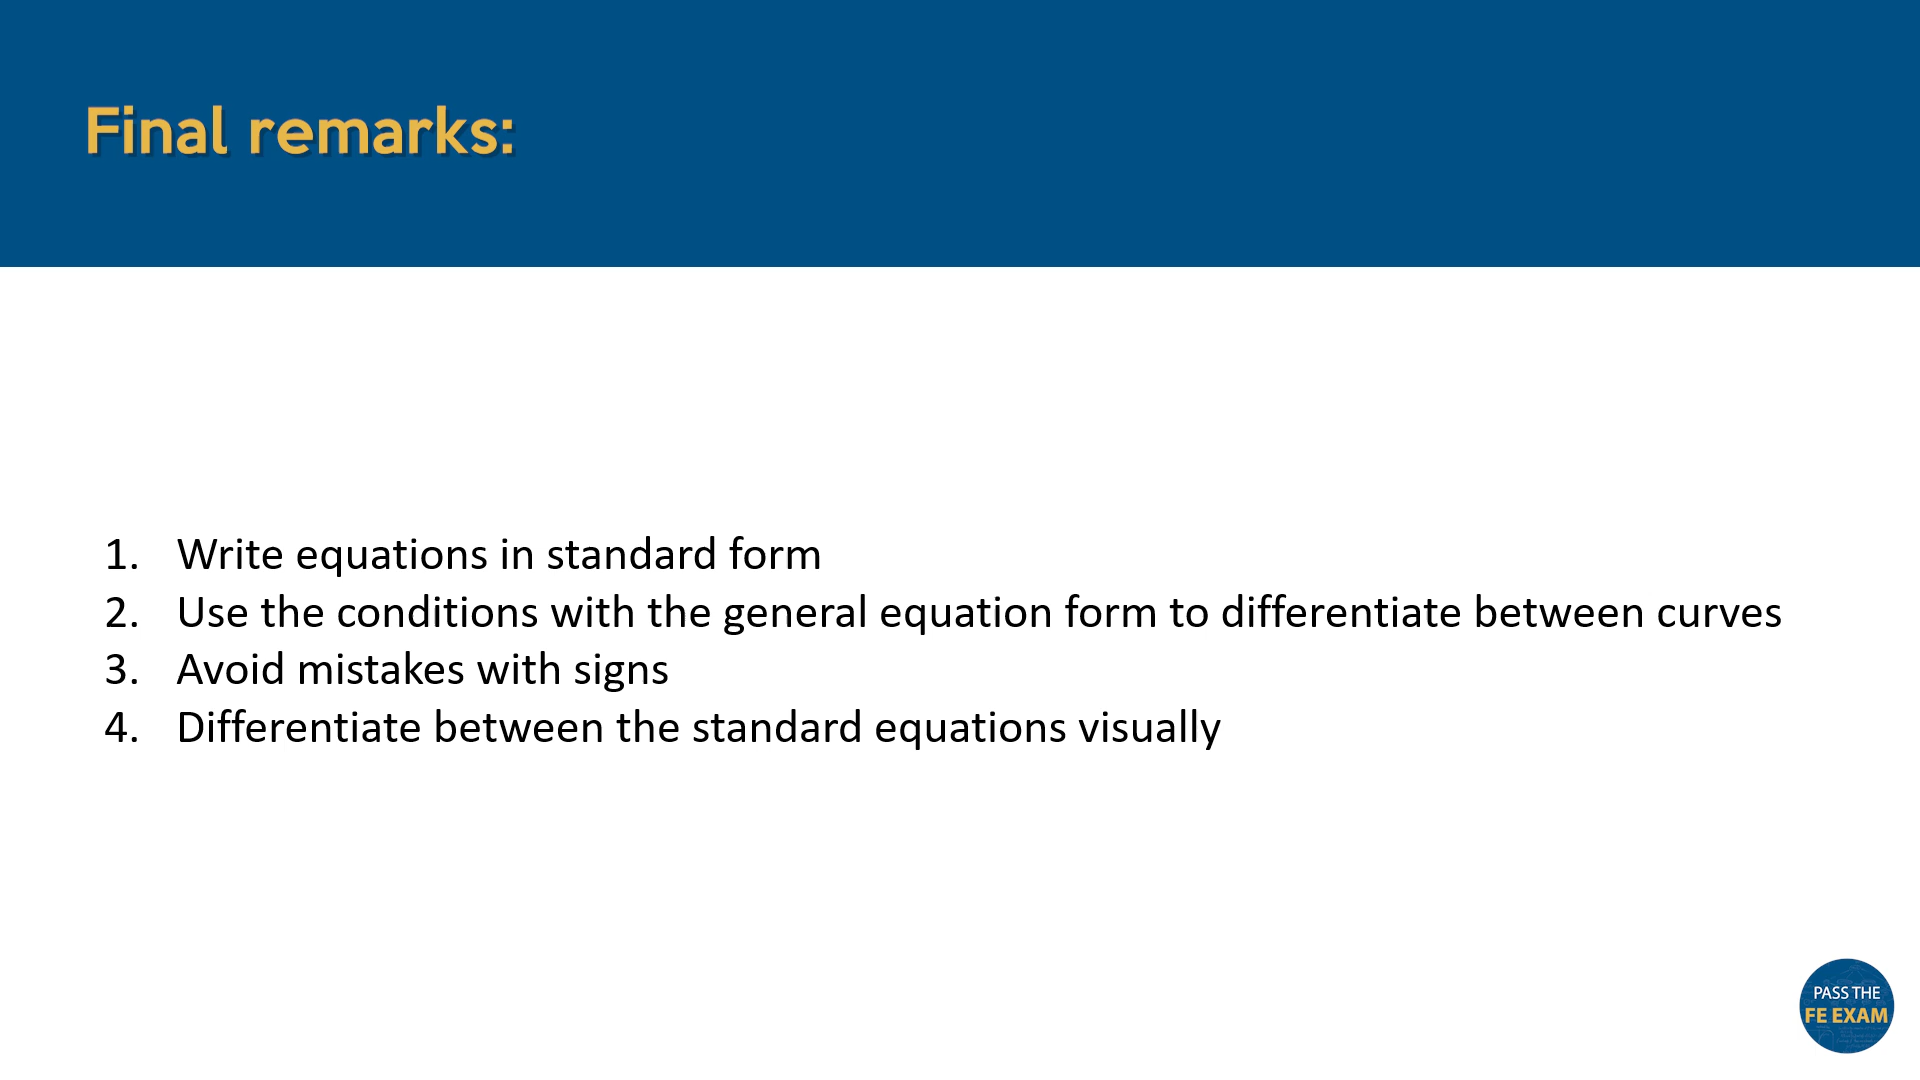 Final remarks:
1. Write equations in standard form
2. Use the conditions with the general equation form to differentiate between curves
3. Avoid mistakes with signs
4. Differentiate between the standard equations visually
PASS THE
FE EXAM